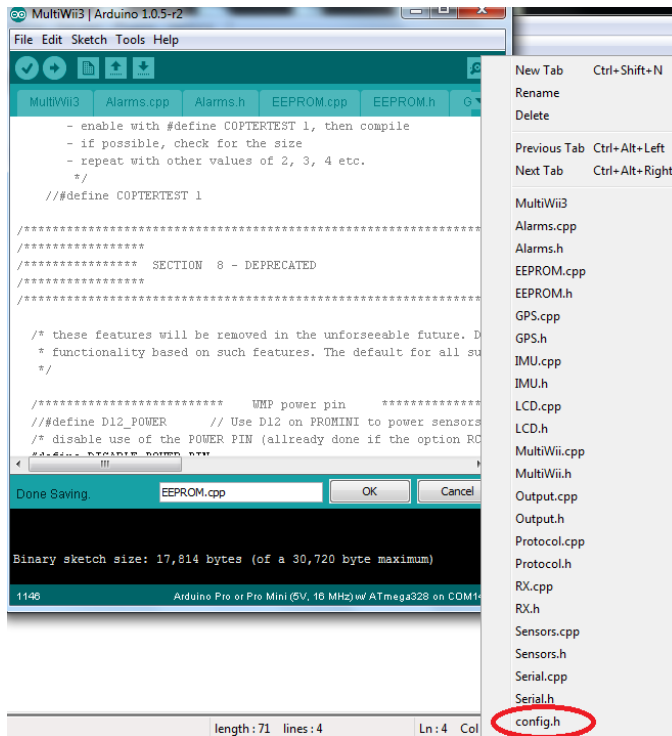 MultiWii3 | Arduino 1.0.5-r2
File Edit Sketch Tools Help
MultiWii3 Alarms.cpp Alarms.h EEPROM.cpp EEPROM.h G
- enable with #define COPTERTEST 1, then compile
- if possible, check for the size
- repeat with other values of 2, 3, 4 etc.
*/
//#define COPTERTEST 1
/****************************************************************
/*****************
/**************** SECTION 8 - DEPRECATED
/*****************
/****************************************************************
/* these features will be removed in the unforseeable future. D
* functionality based on such features. The default for all su
*/
/************************** WMP power pin **************
//#define D12_POWER // Use D12 on PROMINI to power sensors
/* disable use of the POWER PIN (allready done if the option RC
#define DISABLE_POWER_PIN
Done Saving.
EEPROM.cpp
OK
Cancel
Binary sketch size: 17,814 bytes (of a 30,720 byte maximum)
1146 Arduino Pro or Pro Mini (5V, 16 MHz) w/ ATmega328 on COM14
length : 71 lines : 4 Ln : 4 Col
New Tab Ctrl+Shift+N
Rename
Delete
Previous Tab Ctrl+Alt+Left
Next Tab Ctrl+Alt+Right
MultiWii3
Alarms.cpp
Alarms.h
EEPROM.cpp
EEPROM.h
GPS.cpp
GPS.h
IMU.cpp
IMU.h
LCD.cpp
LCD.h
MultiWii.cpp
MultiWii.h
Output.cpp
Output.h
Protocol.cpp
Protocol.h
RX.cpp
RX.h
Sensors.cpp
Sensors.h
Serial.cpp
Serial.h
config.h